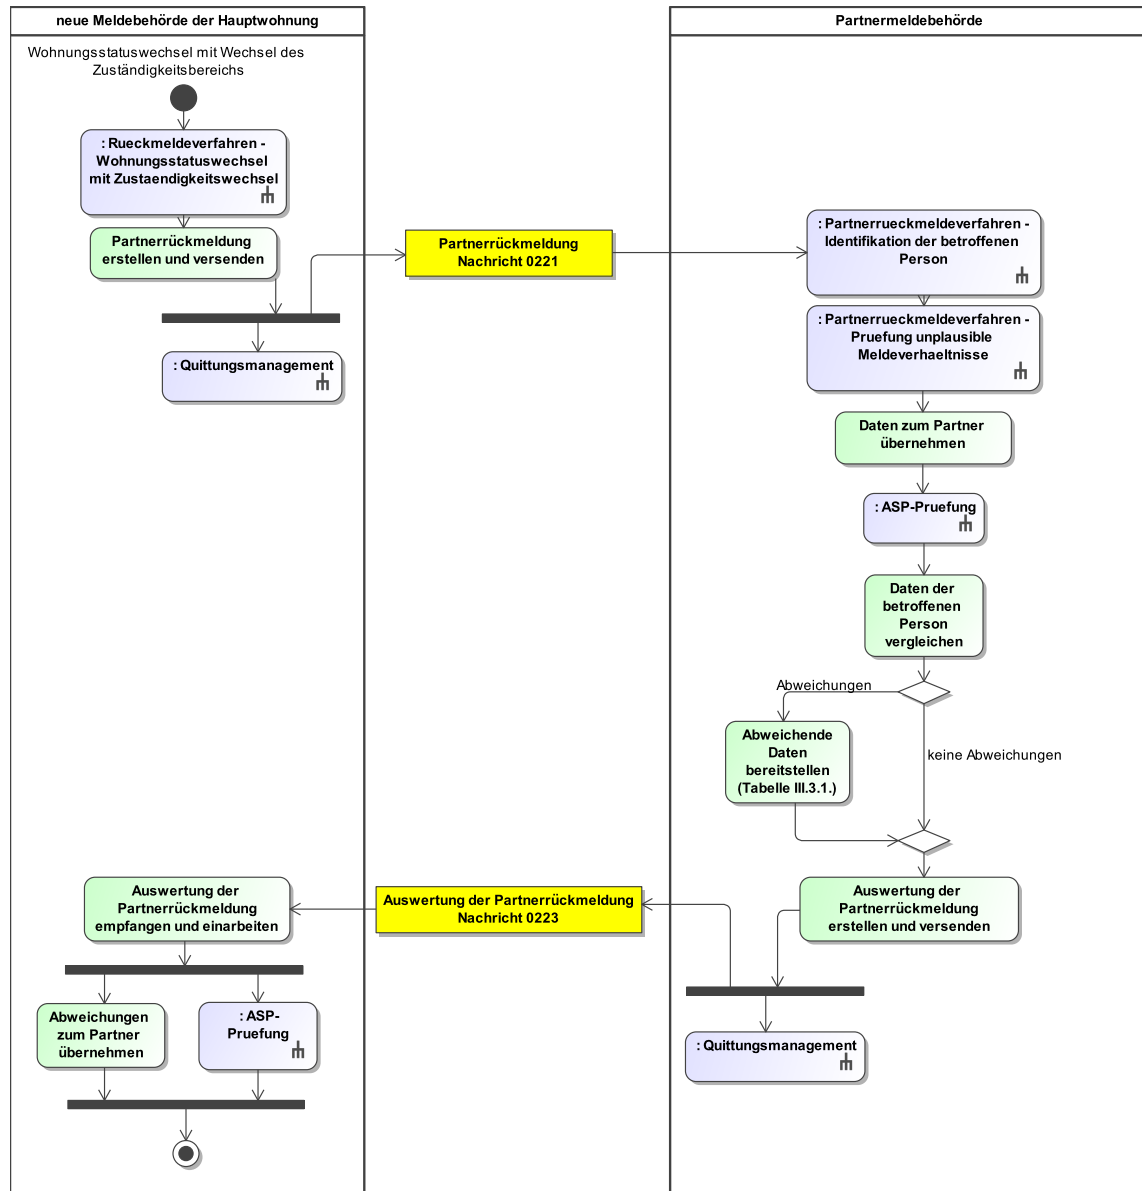 neue Meldebehörde der Hauptwohnung
Partnermeldebehörde
Wohnungsstatuswechsel mit Wechsel des
Zuständigkeitsbereichs
: Rueckmeldeverfahren -
Wohnungsstatuswechsel
mit Zustaendigkeitswechsel
Partnerrückmeldung
erstellen und versenden
: Quittungsmanagement
Partnerrückmeldung
Nachricht 0221
: Partnerrueckmeldeverfahren -
Identifikation der betroffenen
Person
: Partnerrueckmeldeverfahren -
Pruefung unplausible
Meldeverhaeltnisse
Daten zum Partner
übernehmen
: ASP-Pruefung
Daten der
betroffenen
Person
vergleichen
Abweichungen
keine Abweichungen
Abweichende
Daten
bereitstellen
(Tabelle III.3.1.)
Auswertung der
Partnerrückmeldung
erstellen und versenden
: Quittungsmanagement
Auswertung der Partnerrückmeldung
Nachricht 0223
Auswertung der
Partnerrückmeldung
empfangen und einarbeiten
Abweichungen
zum Partner
übernehmen
: ASP-
Pruefung